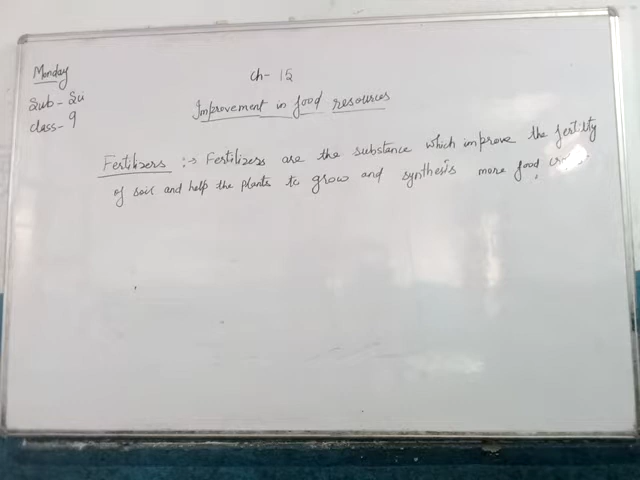 Monday
Sub - Sci
class- 9
Ch- 15
Improvement in food resources
Fertilizers :→ Fertilizers are the substance which improve the fertility
of soil and help the plants to grow and synthesis more food,